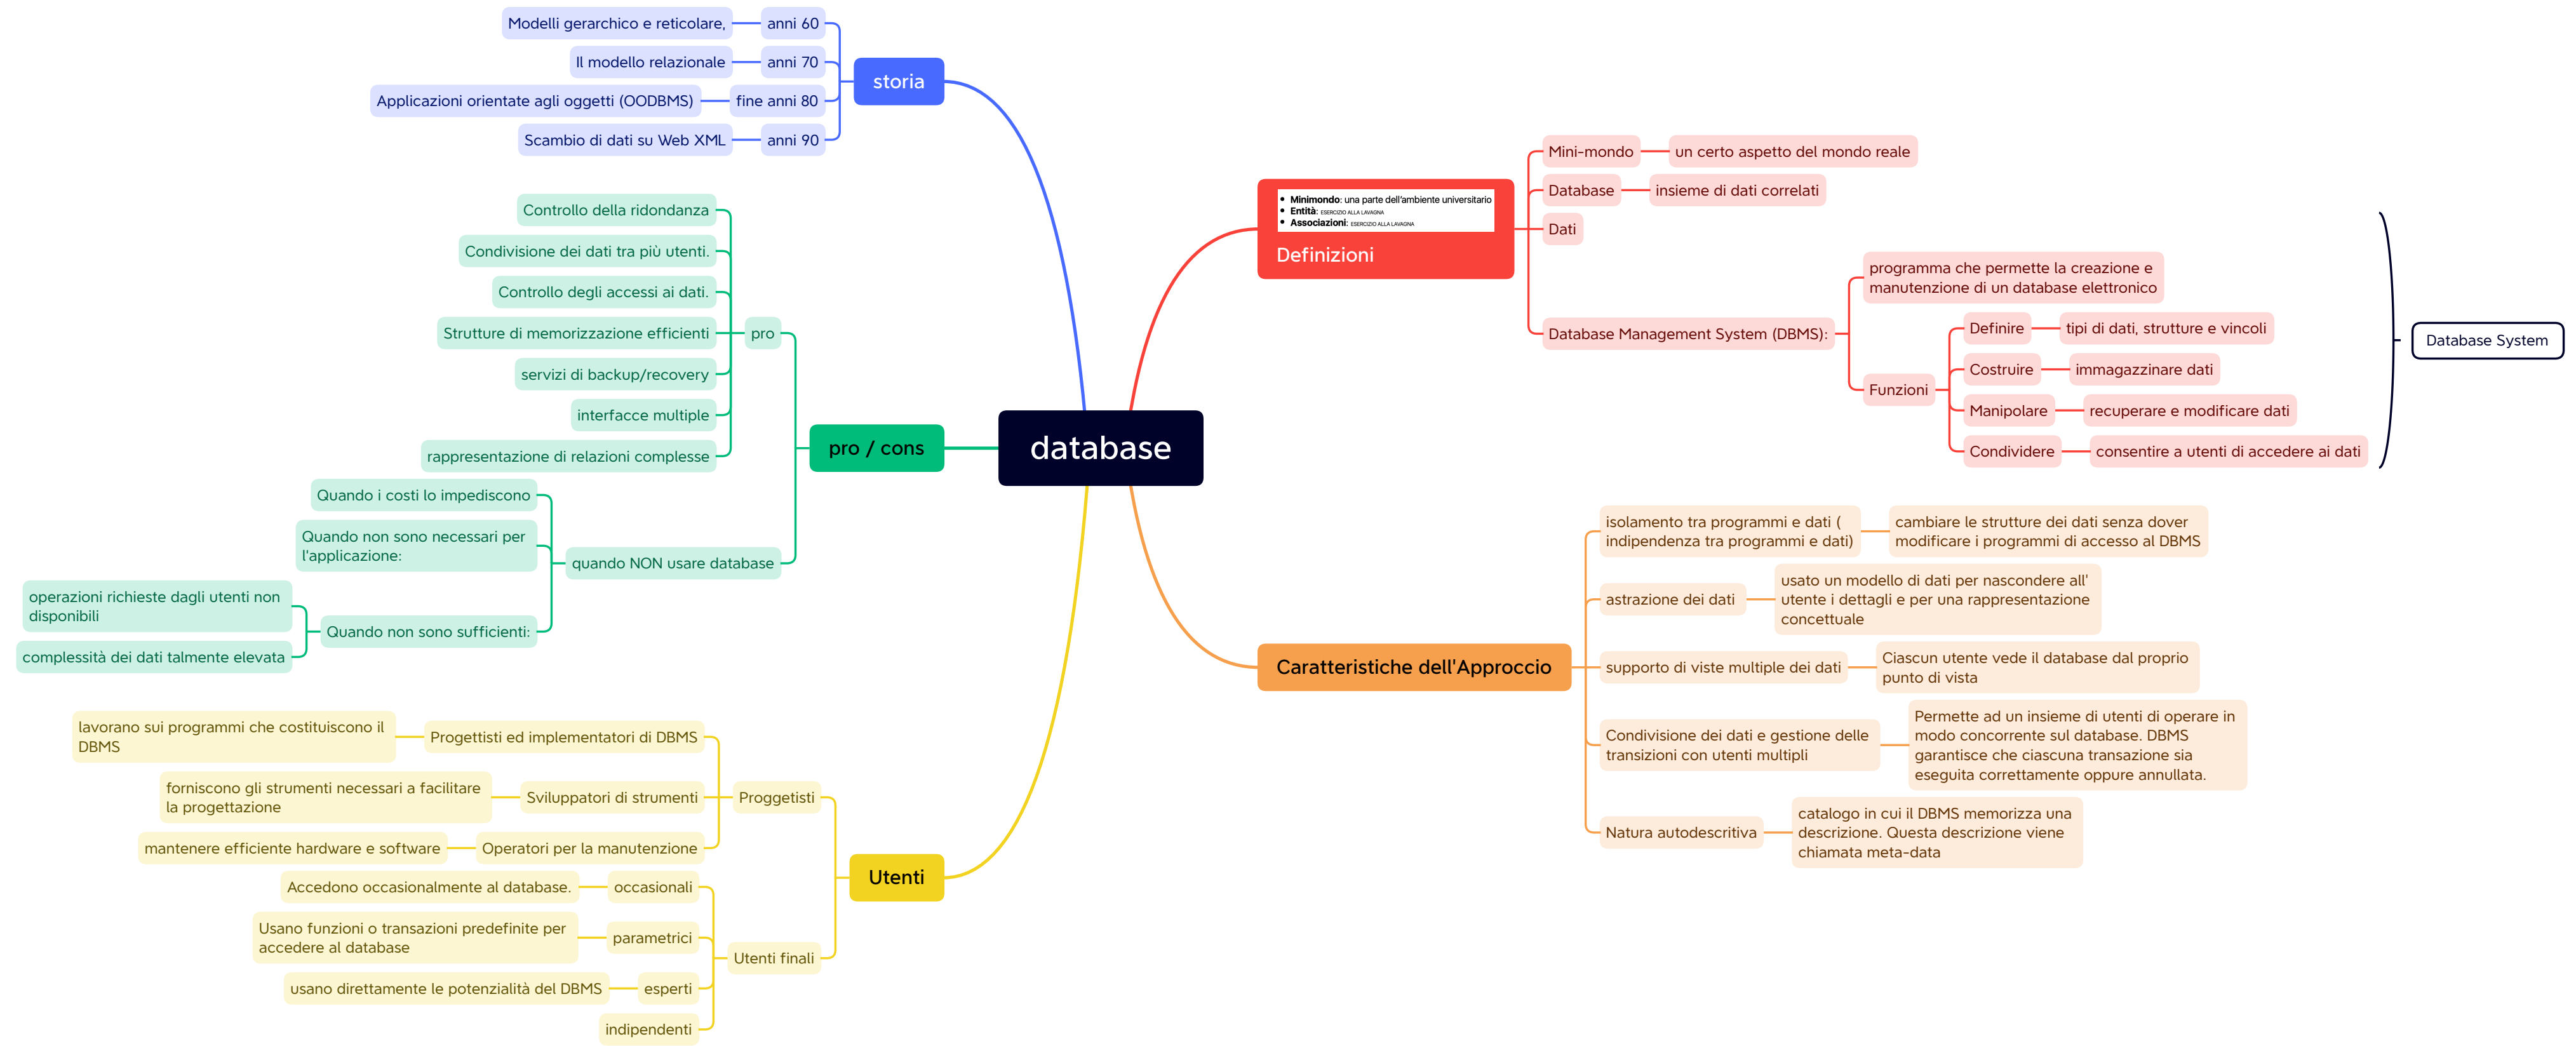 database
storia
anni 60
Modelli gerarchico e reticolare,
anni 70
Il modello relazionale
fine anni 80
Applicazioni orientate agli oggetti (OODBMS)
anni 90
Scambio di dati su Web XML
pro / cons
pro
Controllo della ridondanza
Condivisione dei dati tra più utenti.
Controllo degli accessi ai dati.
Strutture di memorizzazione efficienti
servizi di backup/recovery
interfacce multiple
rappresentazione di relazioni complesse
quando NON usare database
Quando i costi lo impediscono
Quando non sono necessari per
l'applicazione:
Quando non sono sufficienti:
operazioni richieste dagli utenti non
disponibili
complessità dei dati talmente elevata
Utenti
Proggetisti
Progettisti ed implementatori di DBMS
lavorano sui programmi che costituiscono il
DBMS
Sviluppatori di strumenti
forniscono gli strumenti necessari a facilitare
la progettazione
Operatori per la manutenzione
mantenere efficiente hardware e software
Utenti finali
occasionali
Accedono occasionalmente al database.
parametrici
Usano funzioni o transazioni predefinite per
accedere al database
esperti
usano direttamente le potenzialità del DBMS
indipendenti
• Minimondo: una parte dell'ambiente universitario
• Entità: ESERCIZIO ALLA LAVAGNA
• Associazioni: ESERCIZIO ALLA LAVAGNA
Definizioni
Mini-mondo
un certo aspetto del mondo reale
Database
insieme di dati correlati
Dati
Database Management System (DBMS):
programma che permette la creazione e
manutenzione di un database elettronico
Funzioni
Definire
tipi di dati, strutture e vincoli
Costruire
immagazzinare dati
Manipolare
recuperare e modificare dati
Condividere
consentire a utenti di accedere ai dati
Database System
Caratteristiche dell'Approccio
isolamento tra programmi e dati (
indipendenza tra programmi e dati)
cambiare le strutture dei dati senza dover
modificare i programmi di accesso al DBMS
astrazione dei dati
usato un modello di dati per nascondere all'
utente i dettagli e per una rappresentazione
concettuale
supporto di viste multiple dei dati
Ciascun utente vede il database dal proprio
punto di vista
Condivisione dei dati e gestione delle
transizioni con utenti multipli
Permette ad un insieme di utenti di operare in
modo concorrente sul database. DBMS
garantisce che ciascuna transazione sia
eseguita correttamente oppure annullata.
Natura autodescritiva
catalogo in cui il DBMS memorizza una
descrizione. Questa descrizione viene
chiamata meta-data